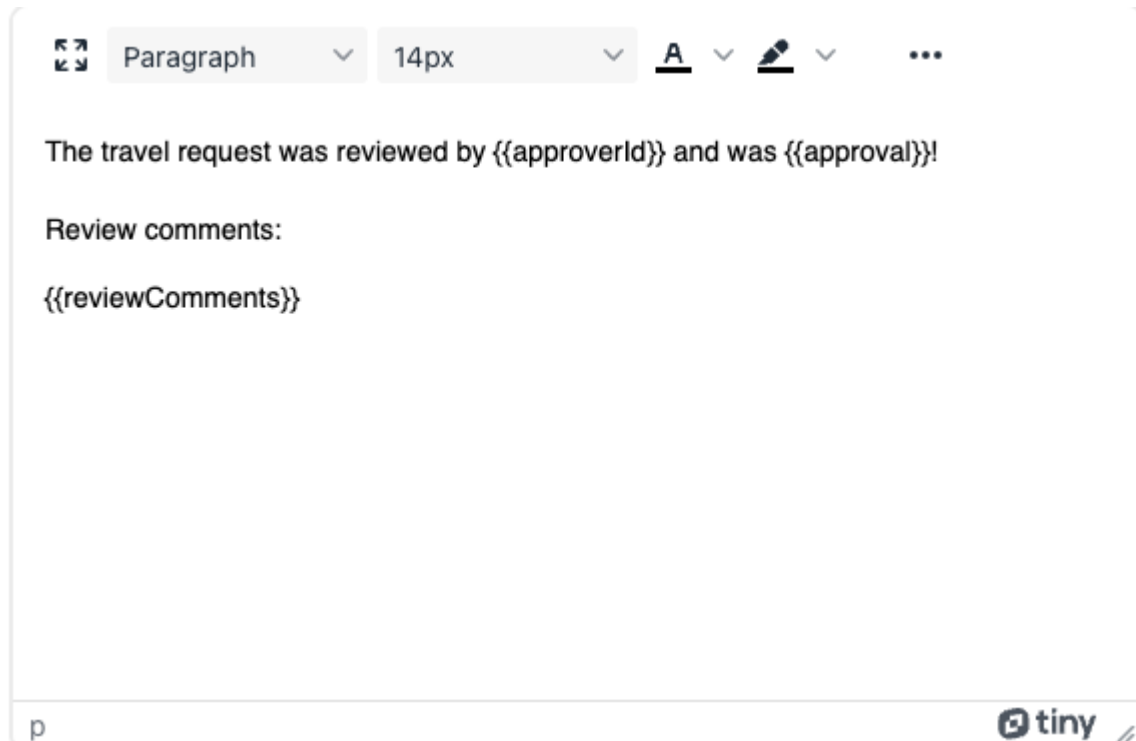 Paragraph 14px A
The travel request was reviewed by {{approverId}} and was {{approval}}!
Review comments:
{{reviewComments}}
p tiny